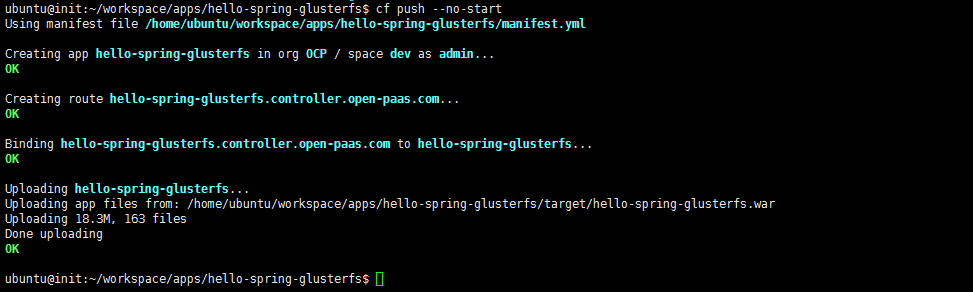 ubuntu@init:~/workspace/apps/hello-spring-glusterfs$ cf push --no-start
Using manifest file /home/ubuntu/workspace/apps/hello-spring-glusterfs/manifest.yml
Creating app hello-spring-glusterfs in org OCP / space dev as admin...
OK
Creating route hello-spring-glusterfs.controller.open-paas.com...
OK
Binding hello-spring-glusterfs.controller.open-paas.com to hello-spring-glusterfs...
OK
Uploading hello-spring-glusterfs...
Uploading app files from: /home/ubuntu/workspace/apps/hello-spring-glusterfs/target/hello-spring-glusterfs.war
Uploading 18.3M, 163 files
Done uploading
OK
ubuntu@init:~/workspace/apps/hello-spring-glusterfs$